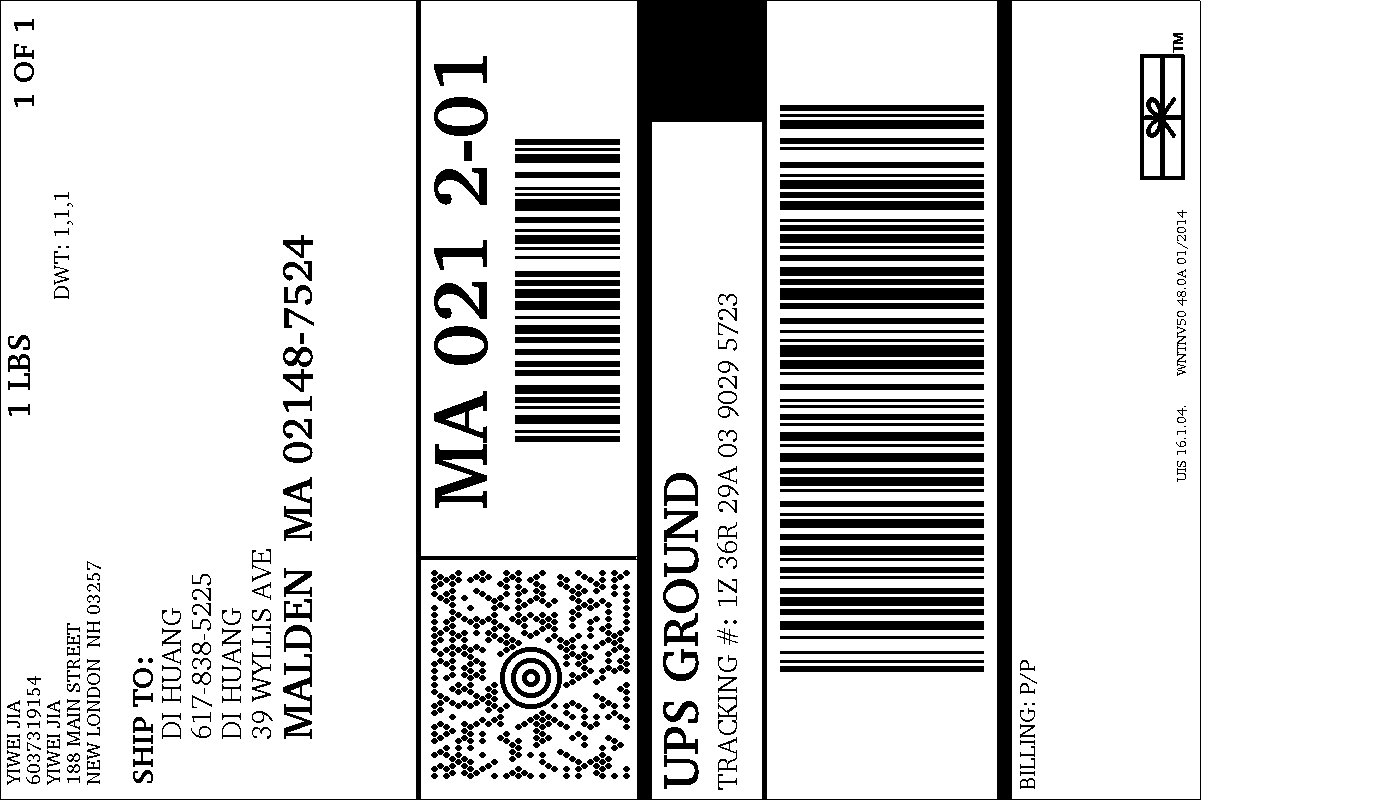 YIWEI JIA
6037319154
YIWEI JIA
188 MAIN STREET
NEW LONDON NH 03257
1 LBS
1 OF 1
DWT: 1,1,1
SHIP TO:
DI HUANG
617-838-5225
DI HUANG
39 WYLLIS AVE
MALDEN MA 02148-7524
MA 021 2-01
UPS GROUND
TRACKING #: 1Z 36R 29A 03 9029 5723
BILLING: P/P
UIS 16.1.04. WNTNV50 48.0A 01/2014
TM